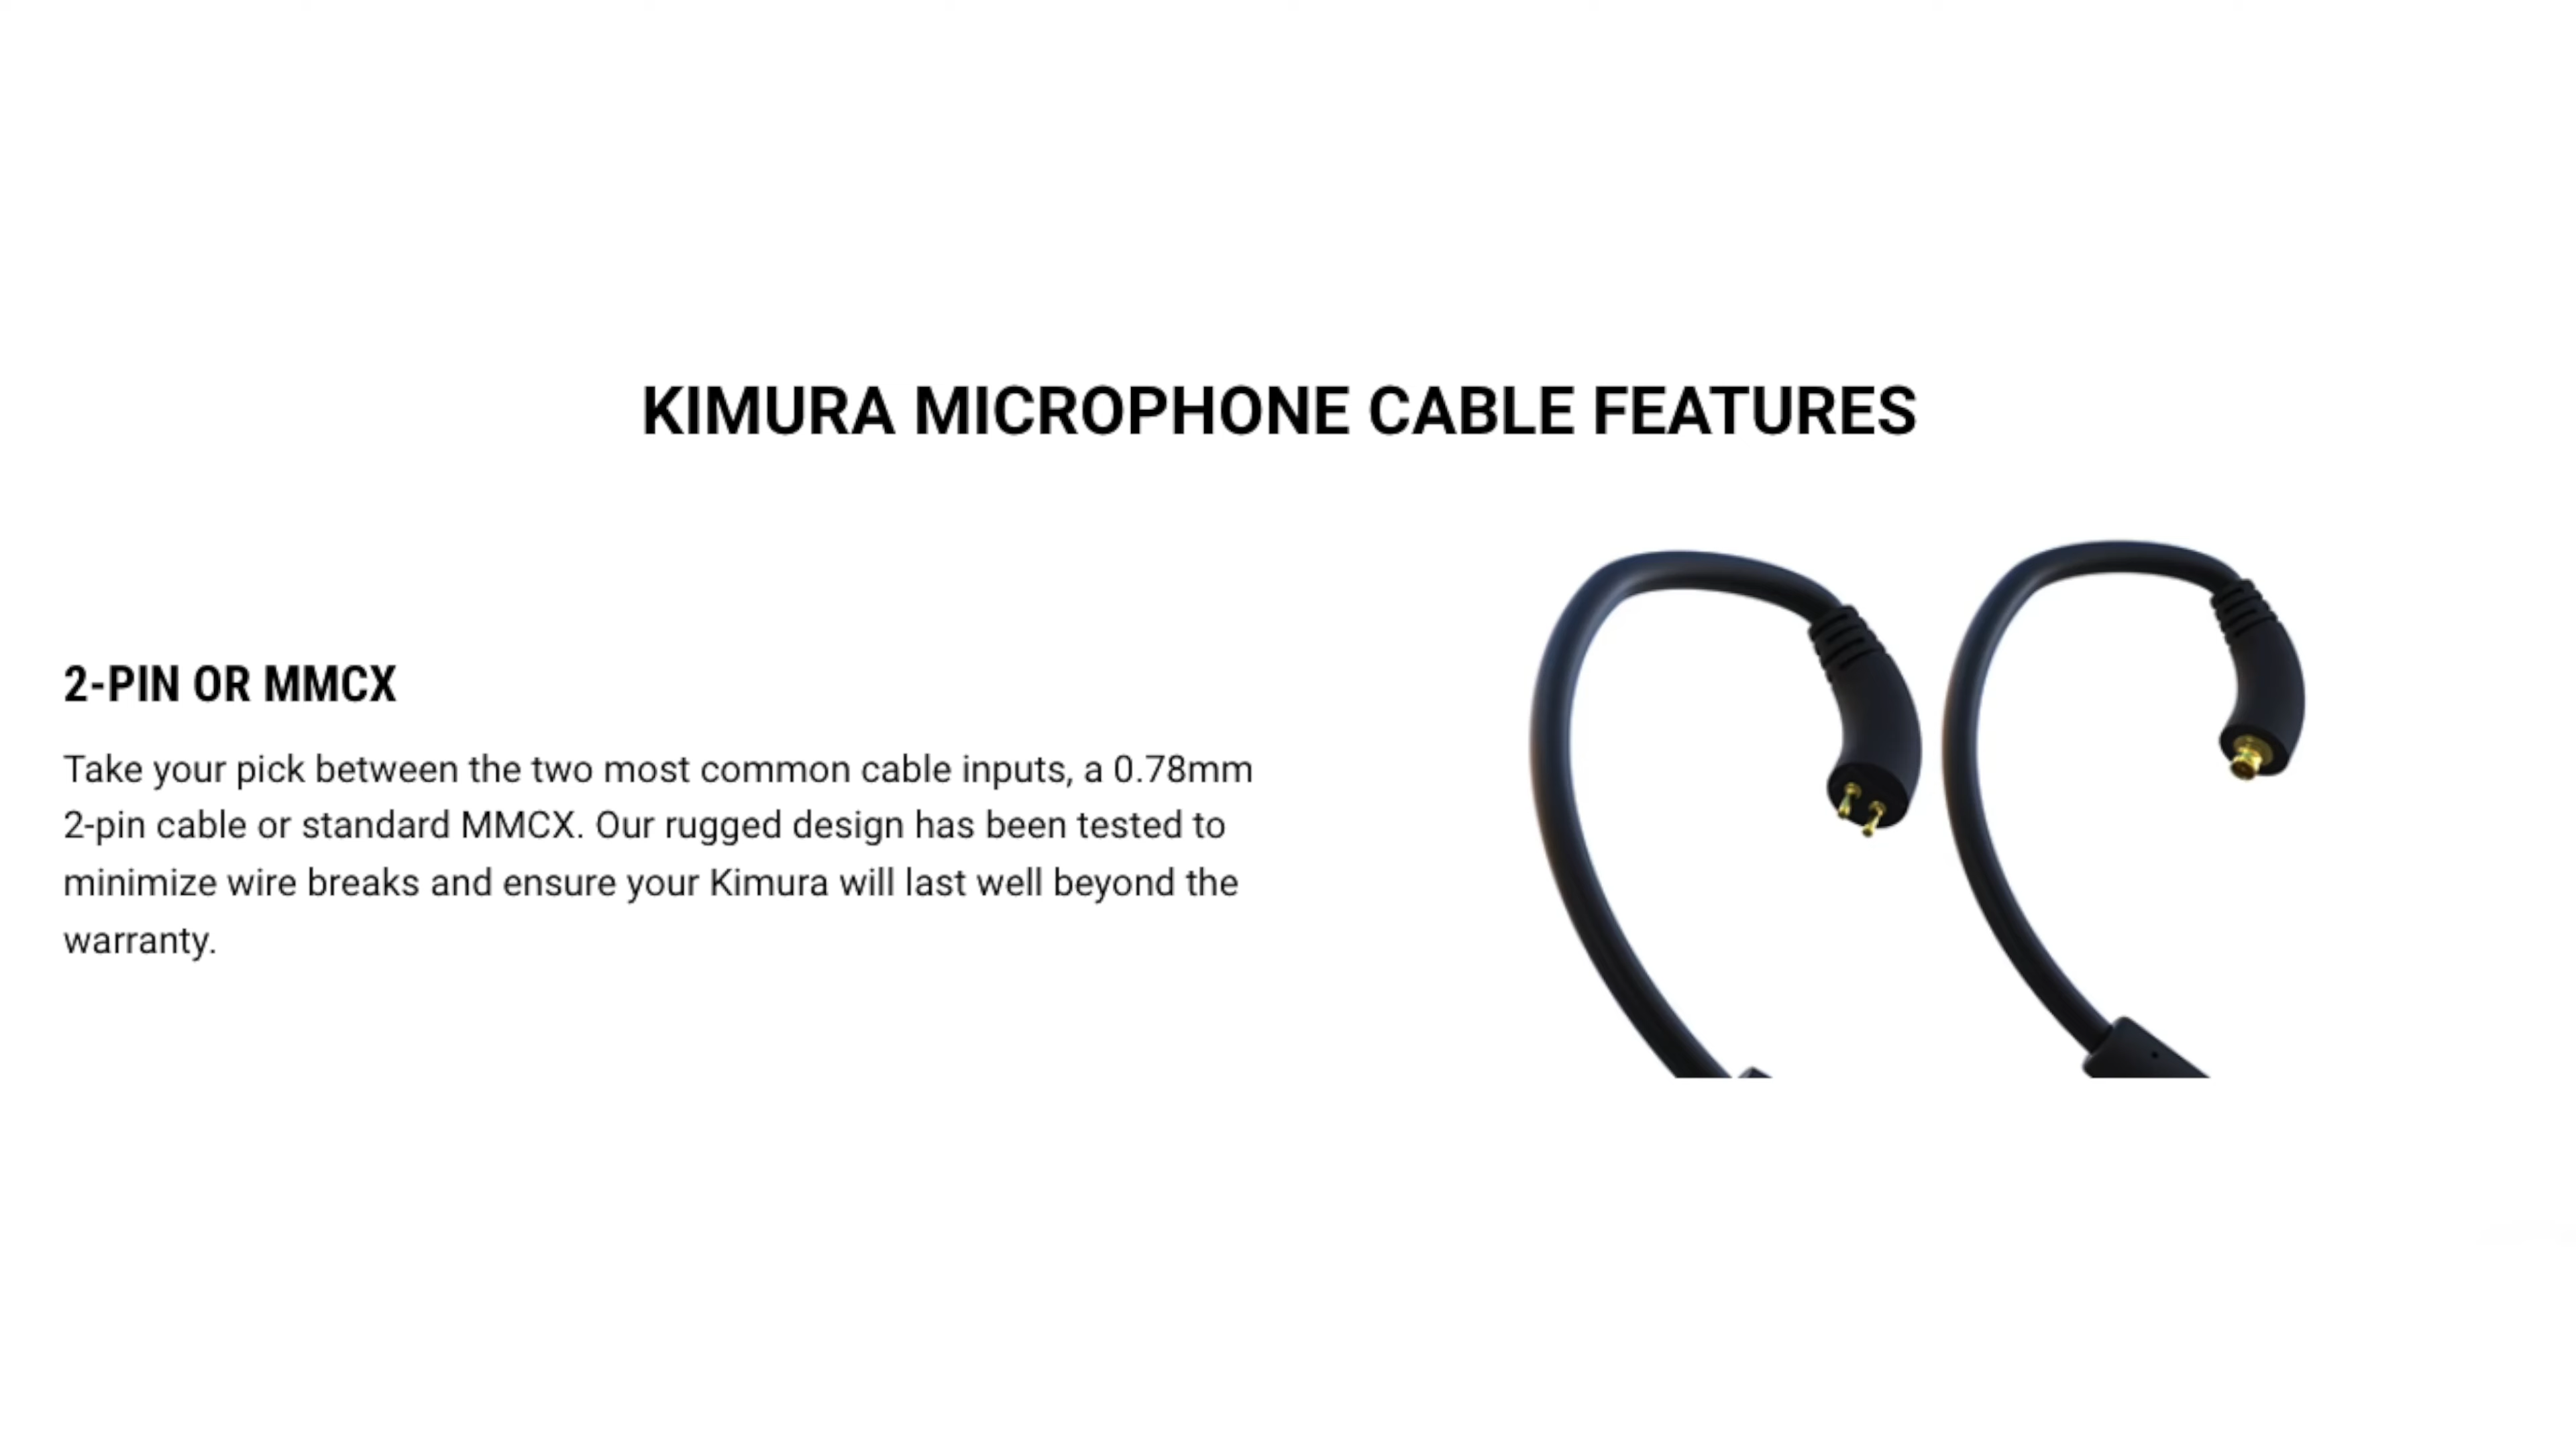 KIMURA MICROPHONE CABLE FEATURES
2-PIN OR MMCX
Take your pick between the two most common cable inputs, a 0.78mm
2-pin cable or standard MMCX. Our rugged design has been tested to
minimize wire breaks and ensure your Kimura will last well beyond the
warranty.